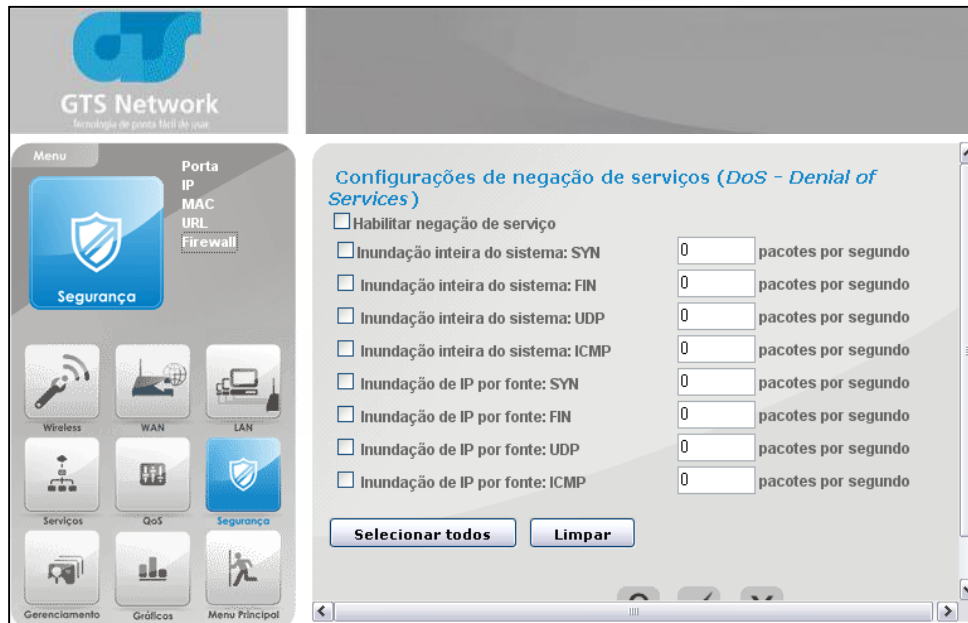 GTS Network
Tecnologia de ponta fácil de usar
Menu
Porta
IP
MAC
URL
Firewall
Segurança
Wireless
WAN
LAN
Serviços
QoS
Segurança
Gerenciamento
Gráficos
Menu Principal
Configurações de negação de serviços (DoS - Denial of
Services)
Habilitar negação de serviço
Inundação inteira do sistema: SYN 0 pacotes por segundo
Inundação inteira do sistema: FIN 0 pacotes por segundo
Inundação inteira do sistema: UDP 0 pacotes por segundo
Inundação inteira do sistema: ICMP 0 pacotes por segundo
Inundação de IP por fonte: SYN 0 pacotes por segundo
Inundação de IP por fonte: FIN 0 pacotes por segundo
Inundação de IP por fonte: UDP 0 pacotes por segundo
Inundação de IP por fonte: ICMP 0 pacotes por segundo
Selecionar todos
Limpar